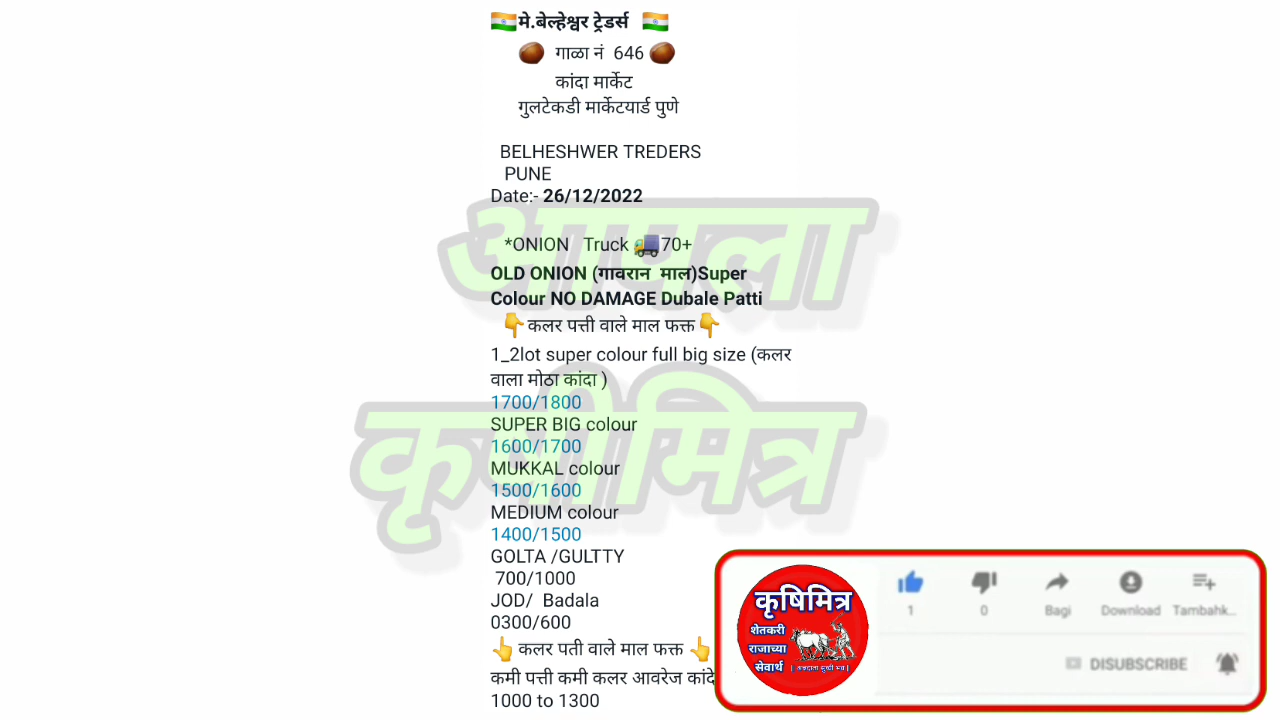 🇮🇳मे.बेल्हेश्वर ट्रेडर्स 🇮🇳
🌰 गाळा नं 646 🌰
कांदा मार्केट
गुलटेकडी मार्केटयार्ड पुणे
BELHESHWER TREDERS
PUNE
Date:- 26/12/2022
*ONION Truck 🚛70+
OLD ONION (गावरान माल)Super
Colour NO DAMAGE Dubale Patti
👇कलर पत्ती वाले माल फक्त👇
1_2lot super colour full big size (कलर
वाला मोठा कांदा )
1700/1800
SUPER BIG colour
1600/1700
MUKKAL colour
1500/1600
MEDIUM colour
1400/1500
GOLTA /GULTTY
700/1000
JOD/ Badala
0300/600
👆कलर पती वाले माल फक्त 👆
कमी पत्ती कमी कलर आवरेज कांदे
1000 to 1300
आपला
कृषीमित्र
कृषिमित्र
शेतकरी
राजाच्या
सेवार्थ
| अन्नदाता सुखी भव |
1 0 Bagi Download Tambahk...
DISUBSCRIBE